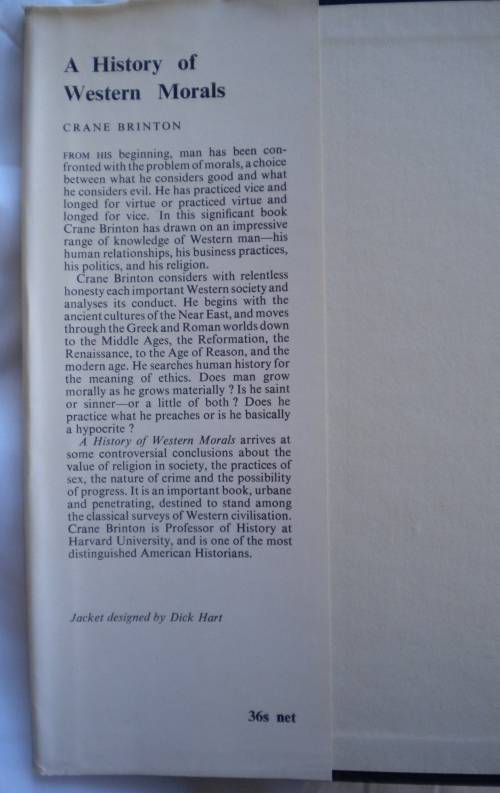 A History of
Western Morals
CRANE BRINTON
FROM HIS beginning, man has been con-
fronted with the problem of morals, a choice
between what he considers good and what
he considers evil. He has practiced vice and
longed for virtue or practiced virtue and
longed for vice. In this significant book
Crane Brinton has drawn on an impressive
range of knowledge of Western man—his
human relationships, his business practices,
his politics, and his religion.
Crane Brinton considers with relentless
honesty each important Western society and
analyses its conduct. He begins with the
ancient cultures of the Near East, and moves
through the Greek and Roman worlds down
to the Middle Ages, the Reformation, the
Renaissance, to the Age of Reason, and the
modern age. He searches human history for
the meaning of ethics. Does man grow
morally as he grows materially ? Is he saint
or sinner—or a little of both ? Does he
practice what he preaches or is he basically
a hypocrite ?
A History of Western Morals arrives at
some controversial conclusions about the
value of religion in society, the practices of
sex, the nature of crime and the possibility
of progress. It is an important book, urbane
and penetrating, destined to stand among
the classical surveys of Western civilisation.
Crane Brinton is Professor of History at
Harvard University, and is one of the most
distinguished American Historians.
Jacket designed by Dick Hart
36s net